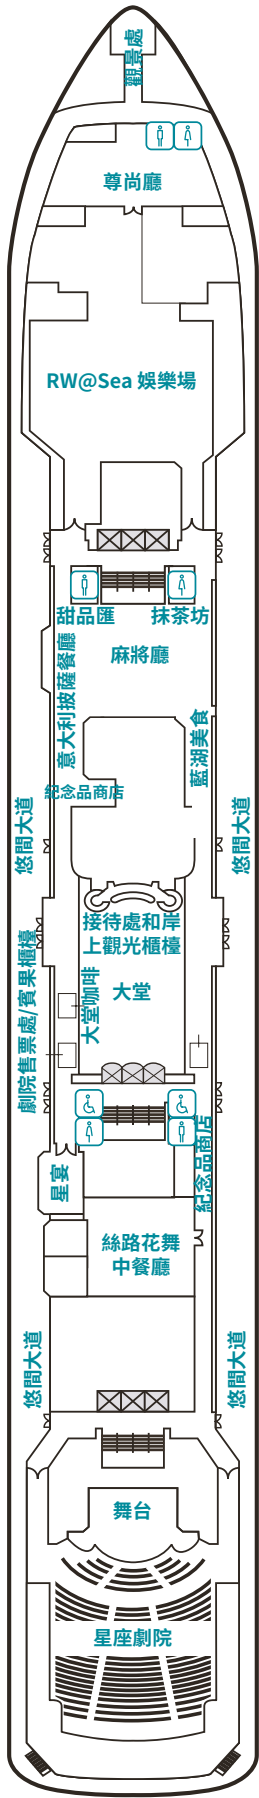 觀景處
尊尚廳
RW@Sea 娛樂場
甜品匯
抹茶坊
麻將廳
意大利披薩餐廳
藍湖美食
紀念品商店
悠閒大道
悠閒大道
接待處和岸
上觀光櫃檯
大堂
大堂咖啡
劇院售票處/賓果櫃檯
紀念品商店
星宴
絲路花舞
中餐廳
悠閒大道
悠閒大道
舞台
星座劇院